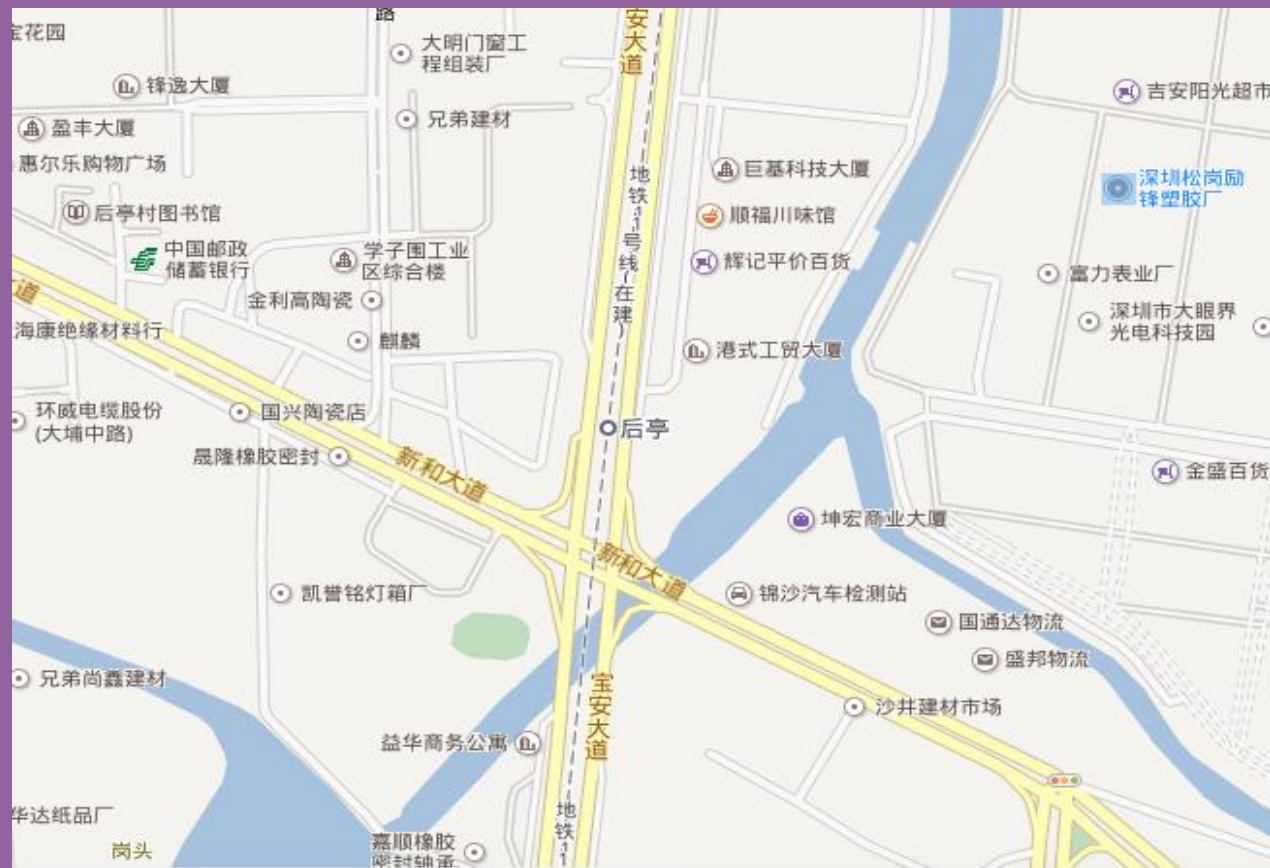 路
安大道
金花园
大明门窗工
程组装厂
锋逸大厦
吉安阳光超市
盈丰大厦
兄弟建材
惠尔乐购物广场
巨基科技大厦
深圳松岗励
锋塑胶厂
地铁11号线(在建)
后亭村图书馆
顺福川味馆
中国邮政
储蓄银行
学子围工业
区综合楼
辉记平价百货
富力表业厂
金利高陶瓷
大道
深圳市大眼界
光电科技园
海康绝缘材料行
麒麟
港式工贸大厦
环威电缆股份
(大埔中路)
国兴陶瓷店
后亭
晟隆橡胶密封
新和大道
金盛百货
坤宏商业大厦
新和大道
凯誉铭灯箱厂
锦沙汽车检测站
国通达物流
盛邦物流
兄弟尚鑫建材
宝安大道
沙井建材市场
益华商务公寓
华达纸品厂
地铁11
嘉顺橡胶
密封轴承
岗头